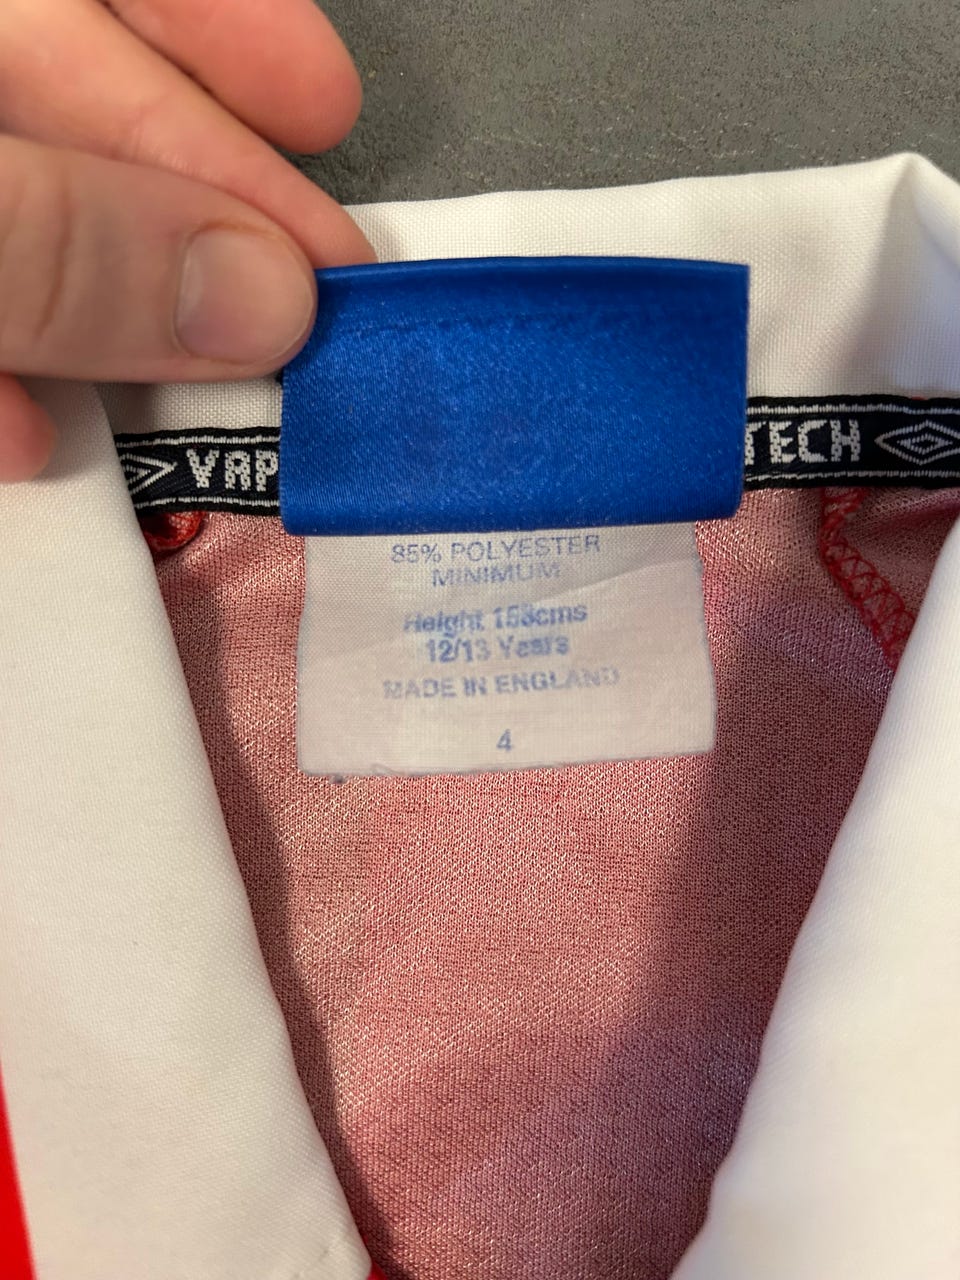 VAP
TECH
85% POLYESTER
MINIMUM
Height 158cms
12/13 Years
MADE IN ENGLAND
4